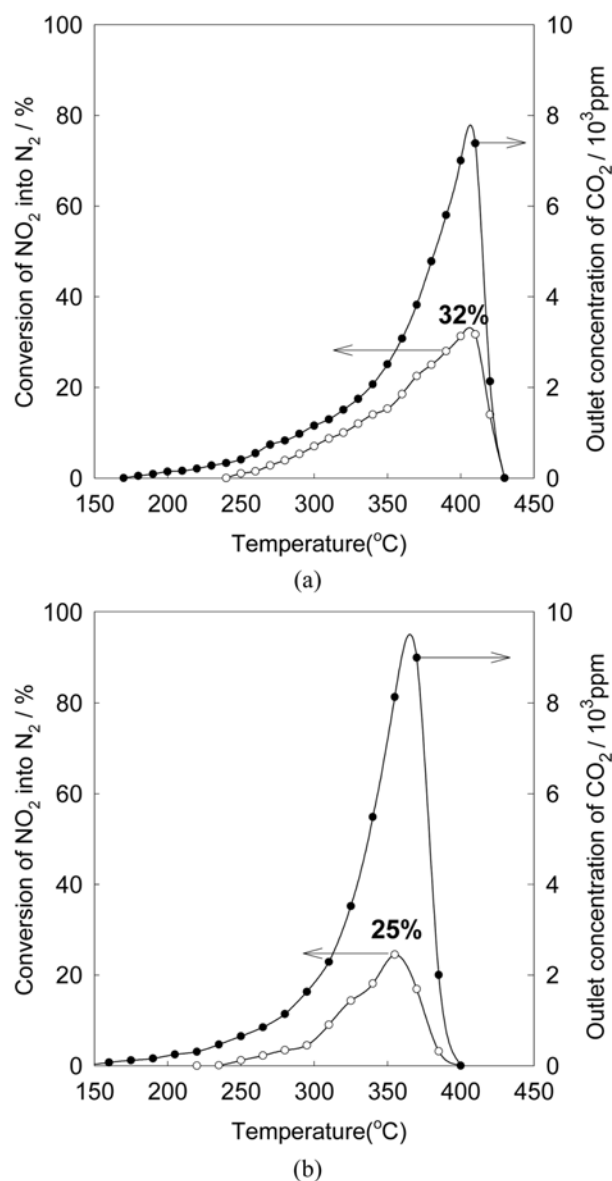 100
80
60
40
20
0
Conversion of NO2 into N2 / %
10
8
6
4
2
0
Outlet concentration of CO2 / 10³ppm
32%
150 200 250 300 350 400 450
Temperature(°C)
(a)
100
80
60
40
20
0
Conversion of NO2 into N2 / %
10
8
6
4
2
0
Outlet concentration of CO2 / 10³ppm
25%
150 200 250 300 350 400 450
Temperature(°C)
(b)